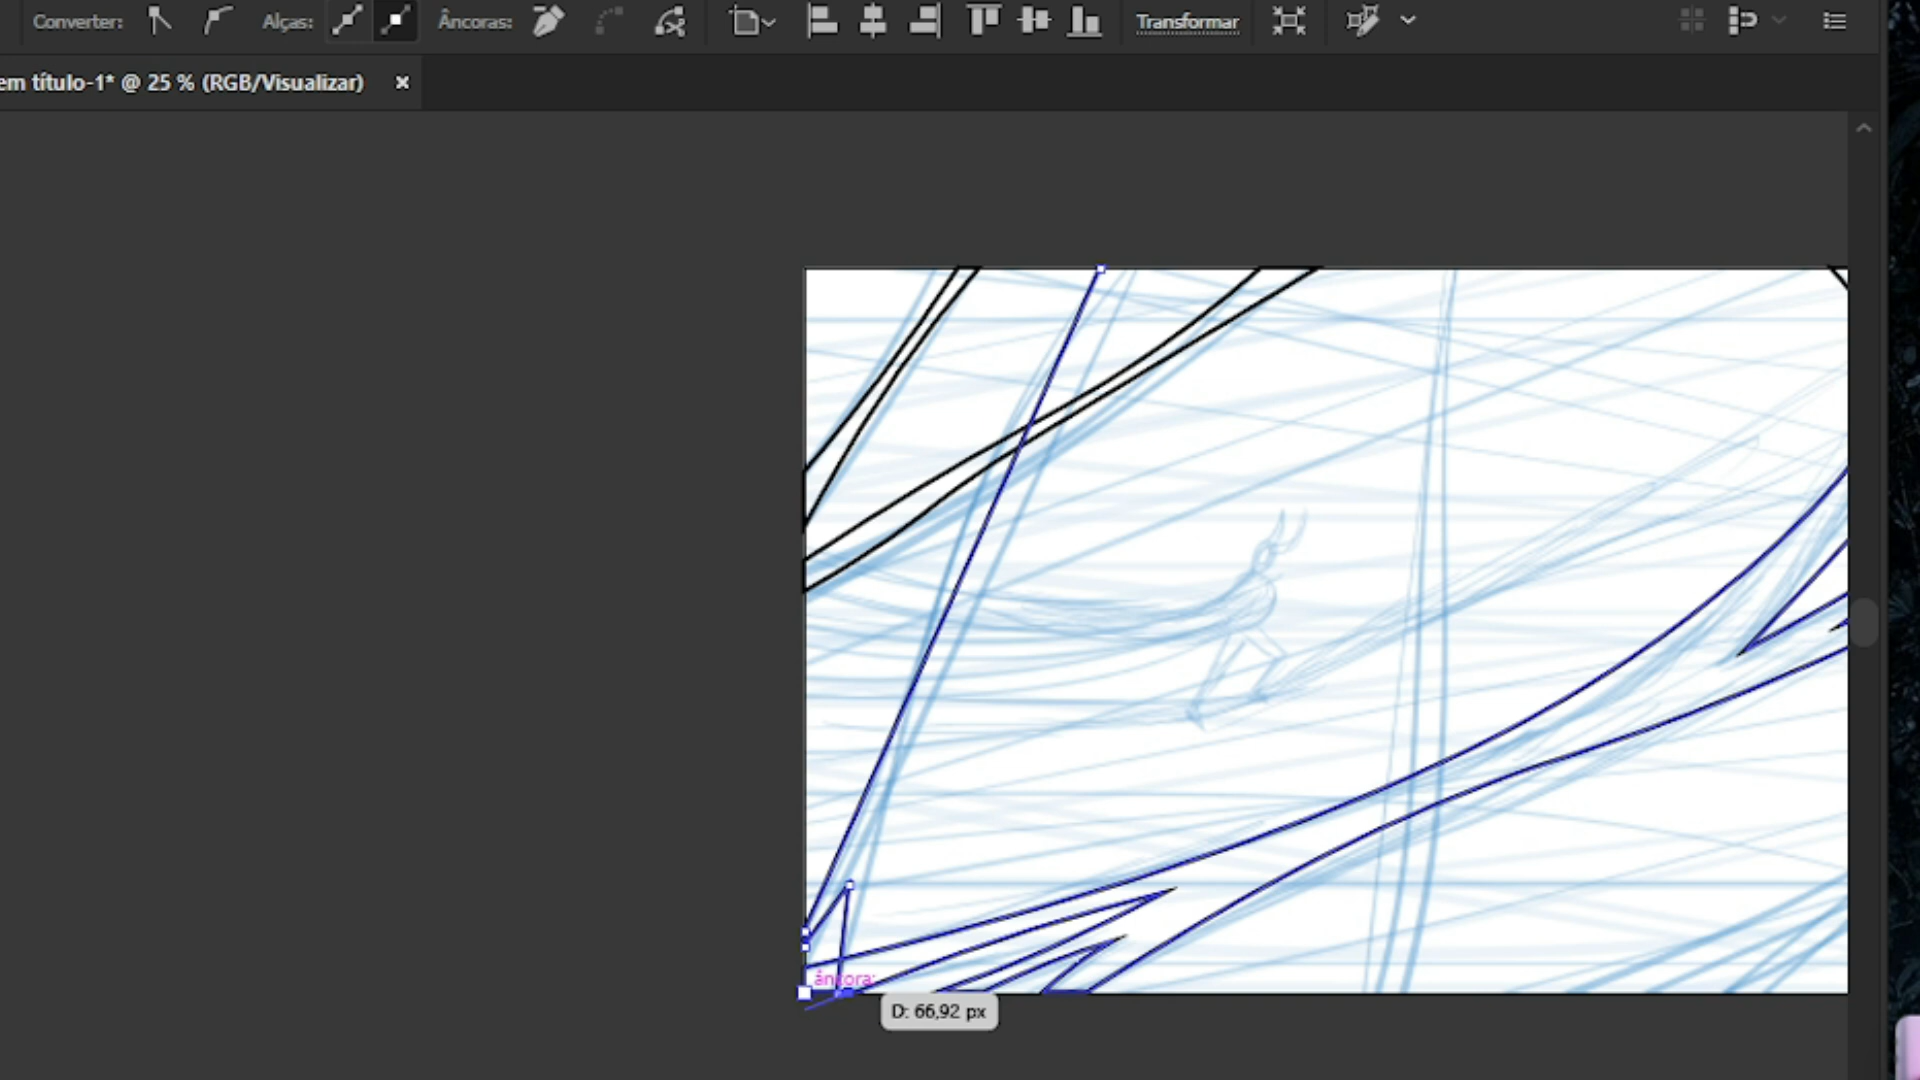 Converter: Alças: Âncoras: Transformar
em título-1* @ 25 % (RGB/Visualizar) ×
âncora:
D: 66,92 px